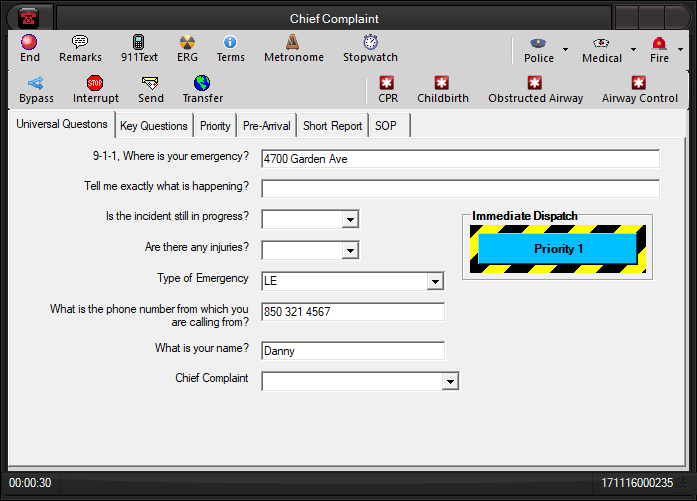 Chief Complaint
End Remarks 911Text ERG Terms Metronome Stopwatch Police Medical Fire
Bypass Interrupt Send Transfer CPR Childbirth Obstructed Airway Airway Control
STOP
Universal Questons Key Questions Priority Pre-Arrival Short Report SOP
9-1-1, Where is your emergency? 4700 Garden Ave
Tell me exactly what is happening?
Is the incident still in progress?
Immediate Dispatch
Are there any injuries?
Priority 1
Type of Emergency LE
What is the phone number from which you
are calling from?
850 321 4567
What is your name? Danny
Chief Complaint
00:00:30 171116000235